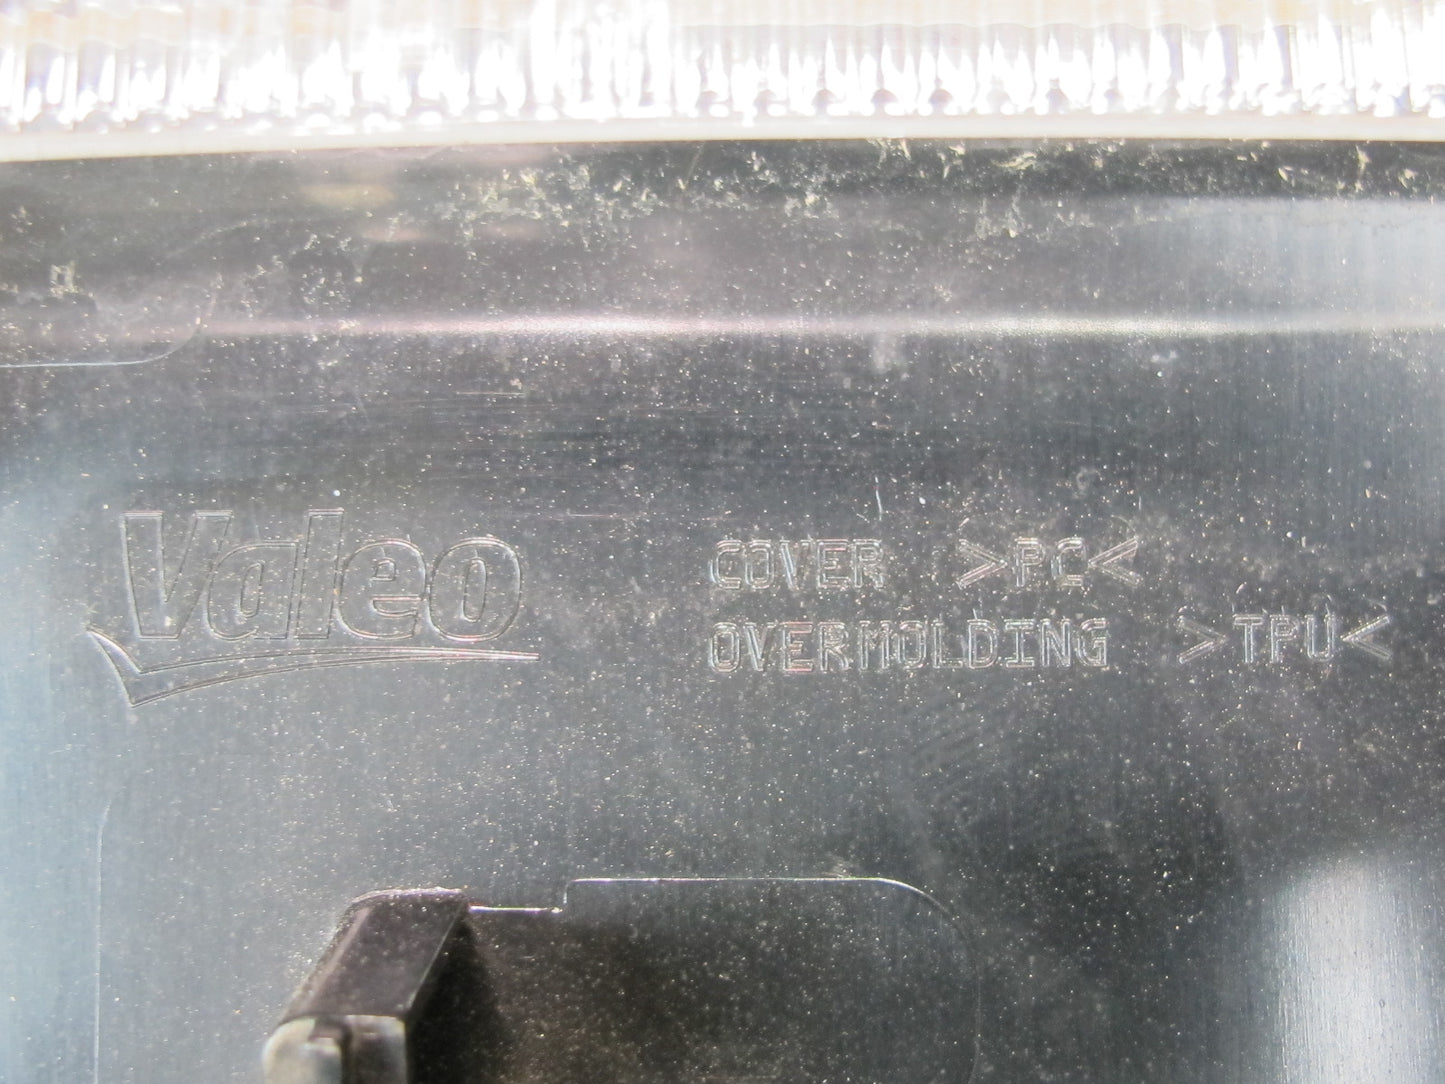 Valeo
COVER >PC<
OVERMOLDING >TPU<